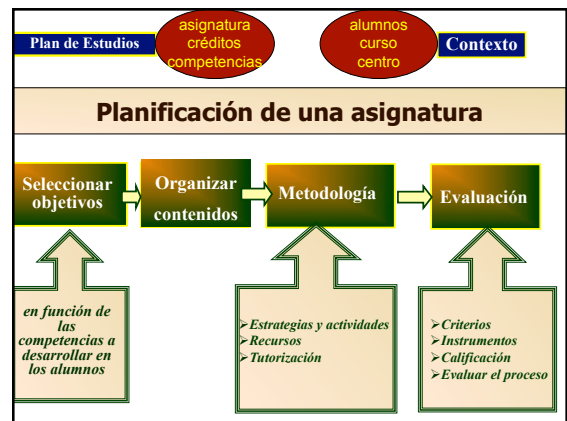 Plan de Estudios
asignatura
créditos
competencias
alumnos
curso
centro
Contexto
Planificación de una asignatura
Seleccionar
objetivos
Organizar
contenidos
Metodología
Evaluación
en función de
las
competencias a
desarrollar en
los alumnos
➢Estrategias y actividades
➢Recursos
➢Tutorización
➢Criterios
➢Instrumentos
➢Calificación
➢Evaluar el proceso